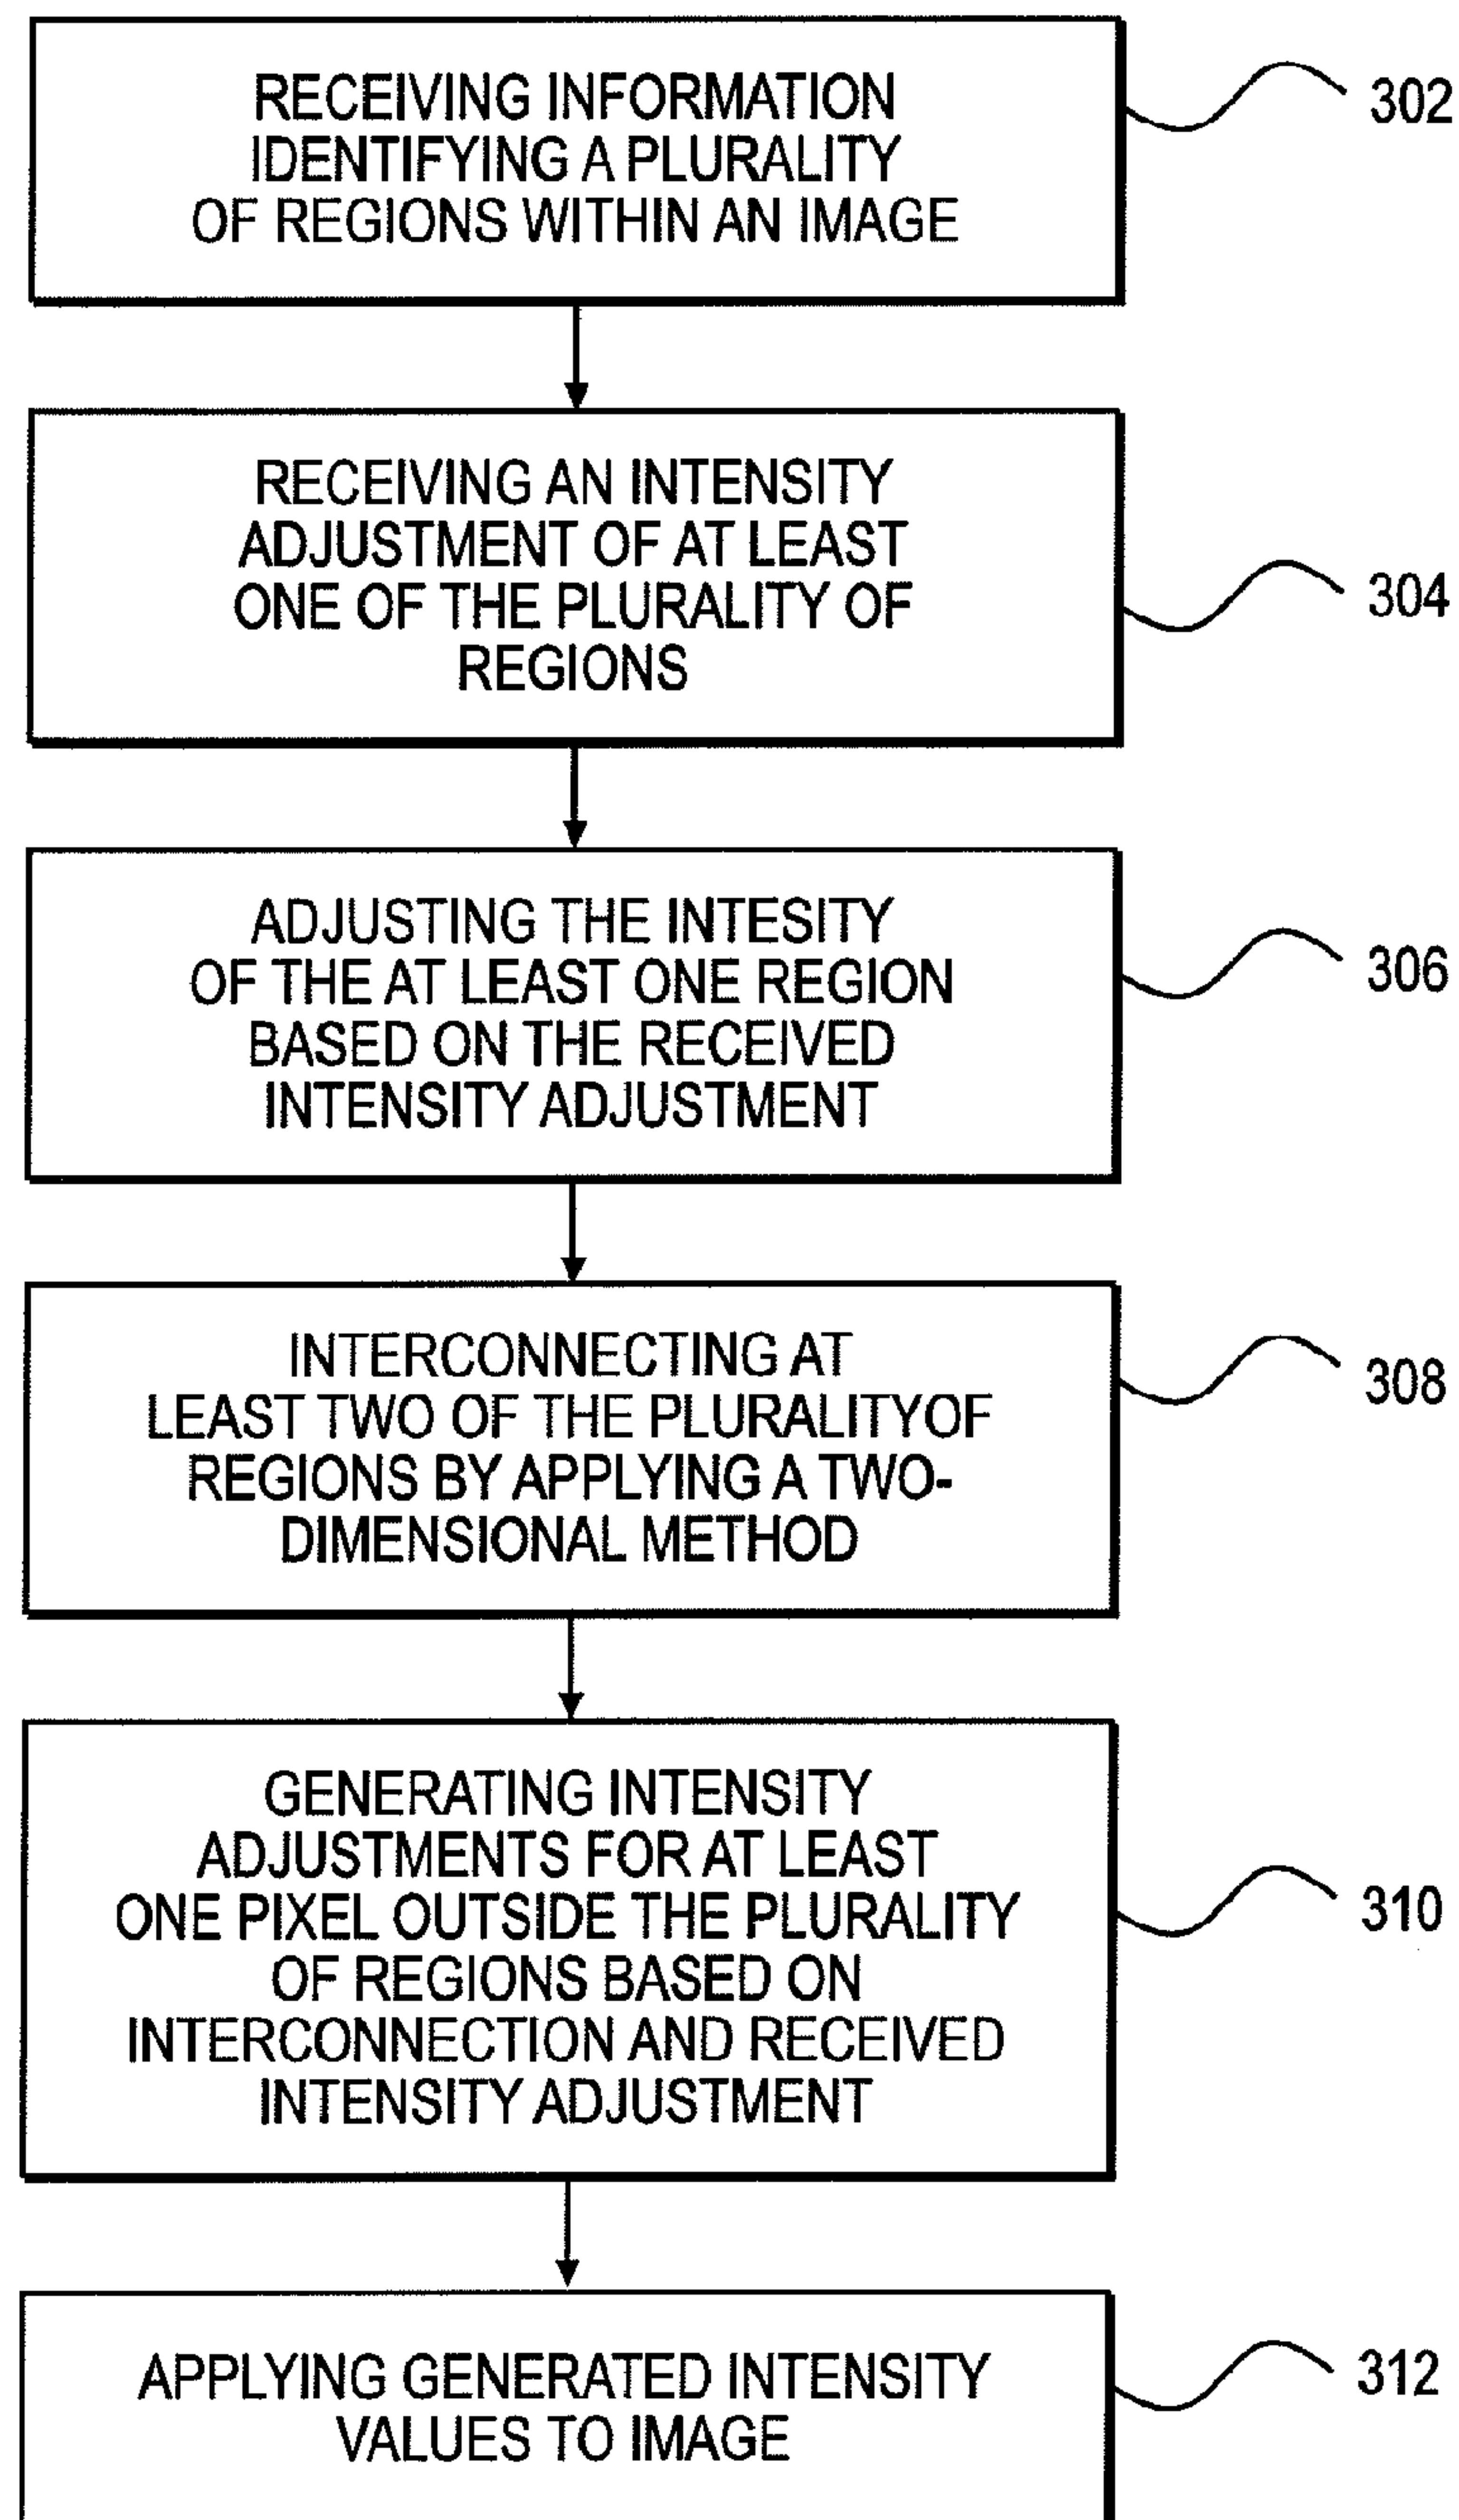 RECEIVING INFORMATION
IDENTIFYING A PLURALITY
OF REGIONS WITHIN AN IMAGE
302
RECEIVING AN INTENSITY
ADJUSTMENT OF AT LEAST
ONE OF THE PLURALITY OF
REGIONS
304
ADJUSTING THE INTESITY
OF THE AT LEAST ONE REGION
BASED ON THE RECEIVED
INTENSITY ADJUSTMENT
306
INTERCONNECTING AT
LEAST TWO OF THE PLURALITYOF
REGIONS BY APPLYING A TWO-
DIMENSIONAL METHOD
308
GENERATING INTENSITY
ADJUSTMENTS FOR AT LEAST
ONE PIXEL OUTSIDE THE PLURALITY
OF REGIONS BASED ON
INTERCONNECTION AND RECEIVED
INTENSITY ADJUSTMENT
310
APPLYING GENERATED INTENSITY
VALUES TO IMAGE
312